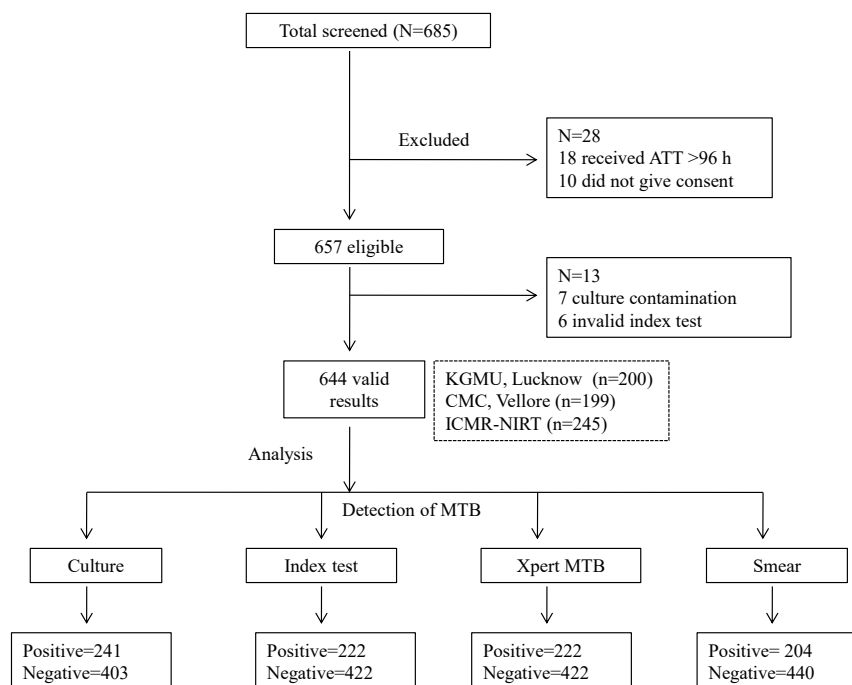 Total screened (N=685)
Excluded
N=28
18 received ATT >96 h
10 did not give consent
657 eligible
N=13
7 culture contamination
6 invalid index test
644 valid
results
KGMU, Lucknow (n=200)
CMC, Vellore (n=199)
ICMR-NIRT (n=245)
Analysis
Detection of MTB
Culture
Index test
Xpert MTB
Smear
Positive=241
Negative=403
Positive=222
Negative=422
Positive=222
Negative=422
Positive= 204
Negative=440